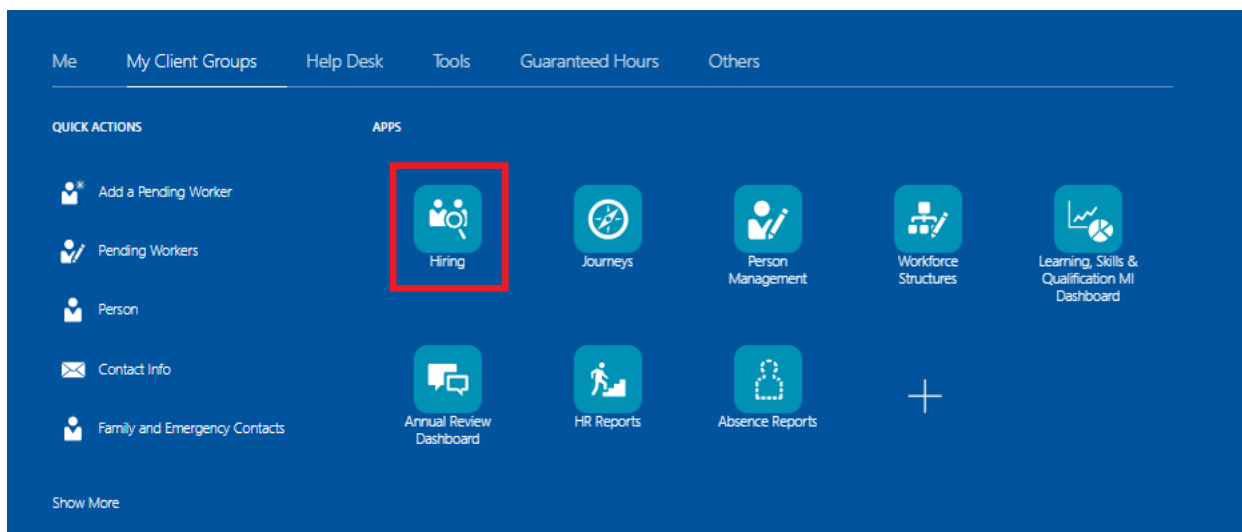 Me My Client Groups Help Desk Tools Guaranteed Hours Others
QUICK ACTIONS
Add a Pending Worker
Pending Workers
Person
Contact Info
Family and Emergency Contacts
Show More
APPS
Hiring
Journeys
Person
Management
Workforce
Structures
Learning, Skills &
Qualification MI
Dashboard
Annual Review
Dashboard
HR Reports
Absence Reports